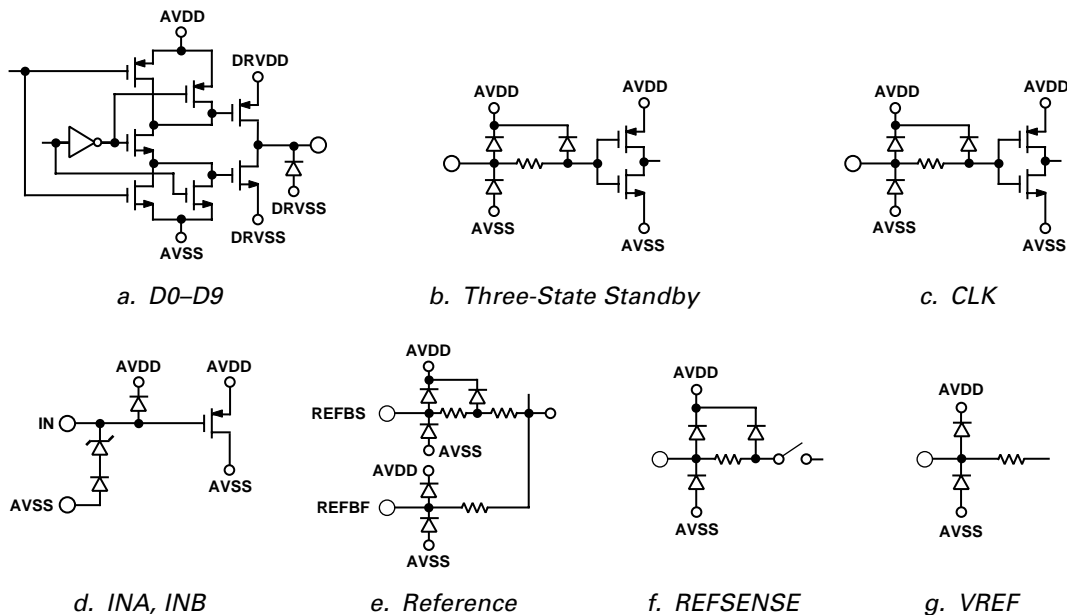 AVDD
DRVDD
DRVSS
DRVSS
AVSS
a. D0–D9
AVDD
AVDD
AVSS
AVSS
b. Three-State Standby
AVDD
AVDD
AVSS
AVSS
c. CLK
AVDD
AVDD
IN
AVSS
AVSS
d. INA, INB
AVDD
REFBS
AVSS
AVDD
REFBF
AVSS
e. Reference
AVDD
AVSS
f. REFSENSE
AVDD
AVSS
g. VREF